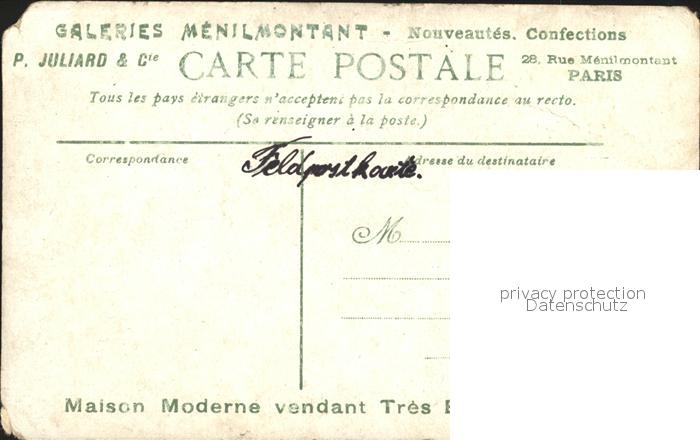 GALERIES MÉNILMONTANT - Nouveautés. Confections
P. JULIARD & Cie CARTE POSTALE 28, Rue Ménilmontant
PARIS
Tous les pays étrangers n'acceptent pas la correspondance au recto.
(Se renseigner à la poste.)
Correspondance Adresse du destinataire
Feldpostkarte.
M
privacy protection
Datenschutz
Maison Moderne vendant Très